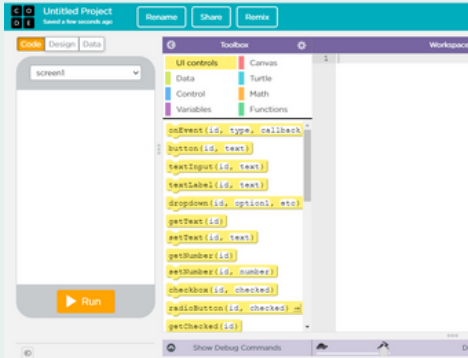 C O
D E
Untitled Project
Saved a few seconds ago
Rename
Share
Remix
Code
Design
Data
screen1
Run
Toolbox
UI controls
Canvas
Data
Turtle
Control
Math
Variables
Functions
onEvent(id, type, callback
button(id, text)
textInput(id, text)
textLabel(id, text)
dropdown(id, option1, etc)
getText(id)
setText(id, text)
getNumber(id)
setNumber(id, number)
checkbox(id, checked)
radioButton(id, checked)
getChecked(id)
Show Debug Commands
Workspace
1
D